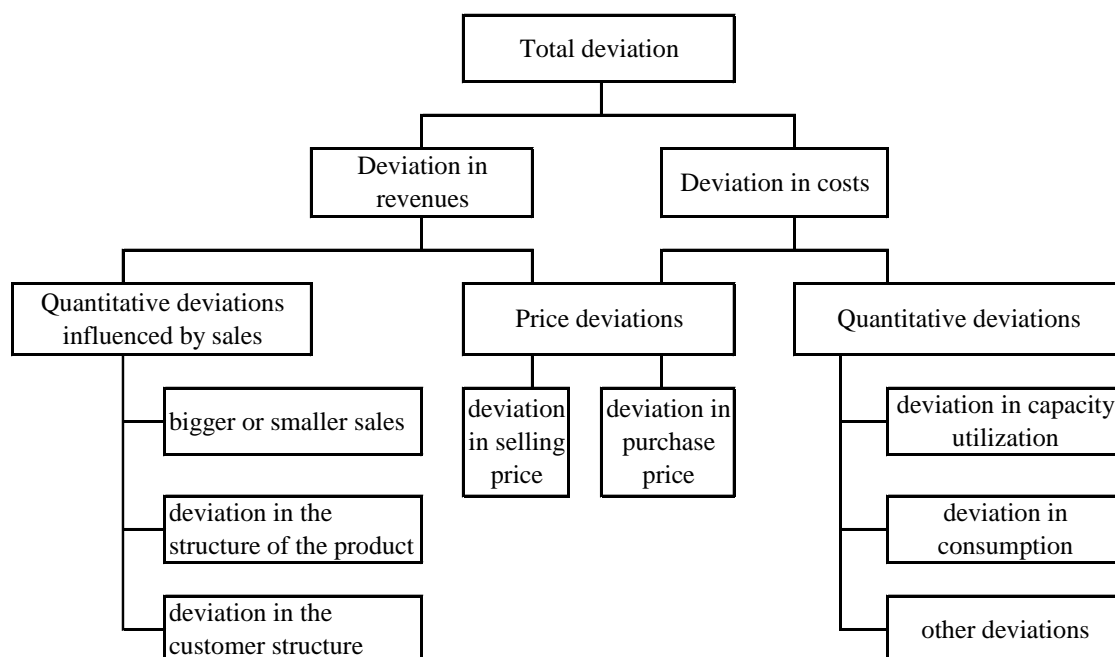 Total deviation
Deviation in
revenues
Deviation in costs
Quantitative deviations
influenced by sales
Price deviations
Quantitative deviations
bigger or smaller sales
deviation
in selling
price
deviation in
purchase
price
deviation in capacity
utilization
deviation in the
structure of the product
deviation in
consumption
deviation in the
customer structure
other deviations